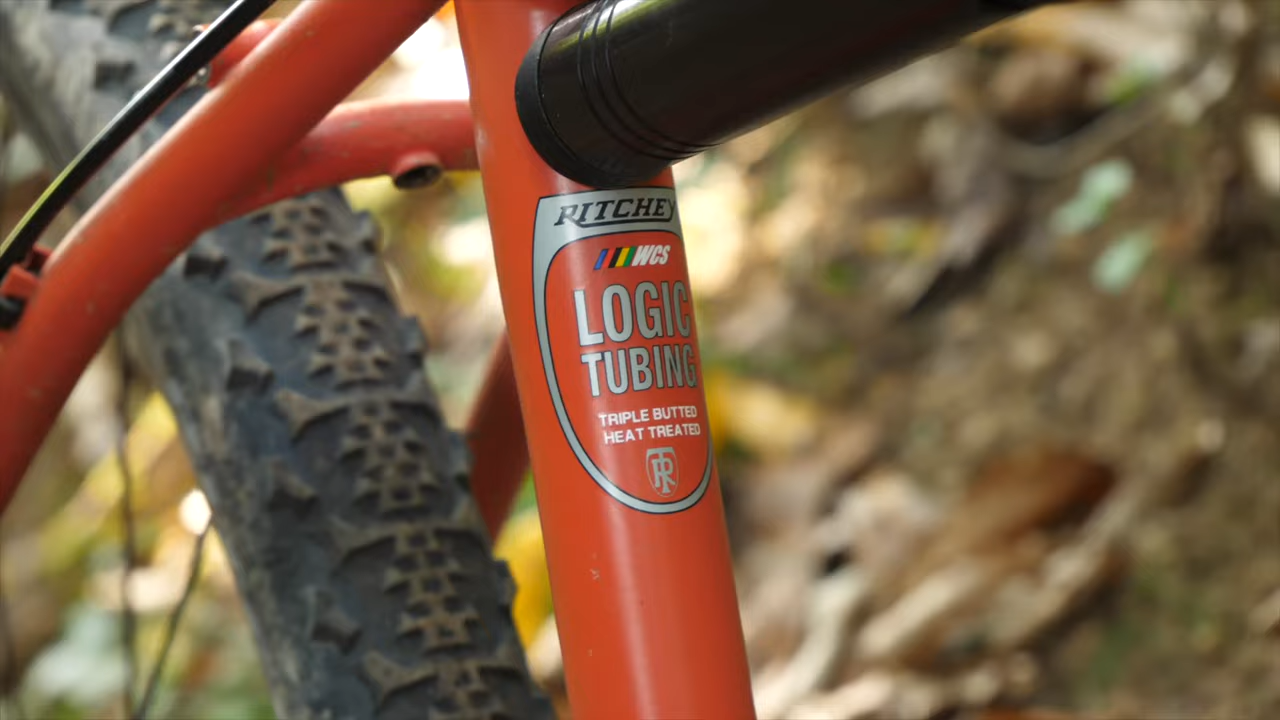 RITCHEY
WCS
LOGIC
TUBING
TRIPLE BUTTED
HEAT TREATED